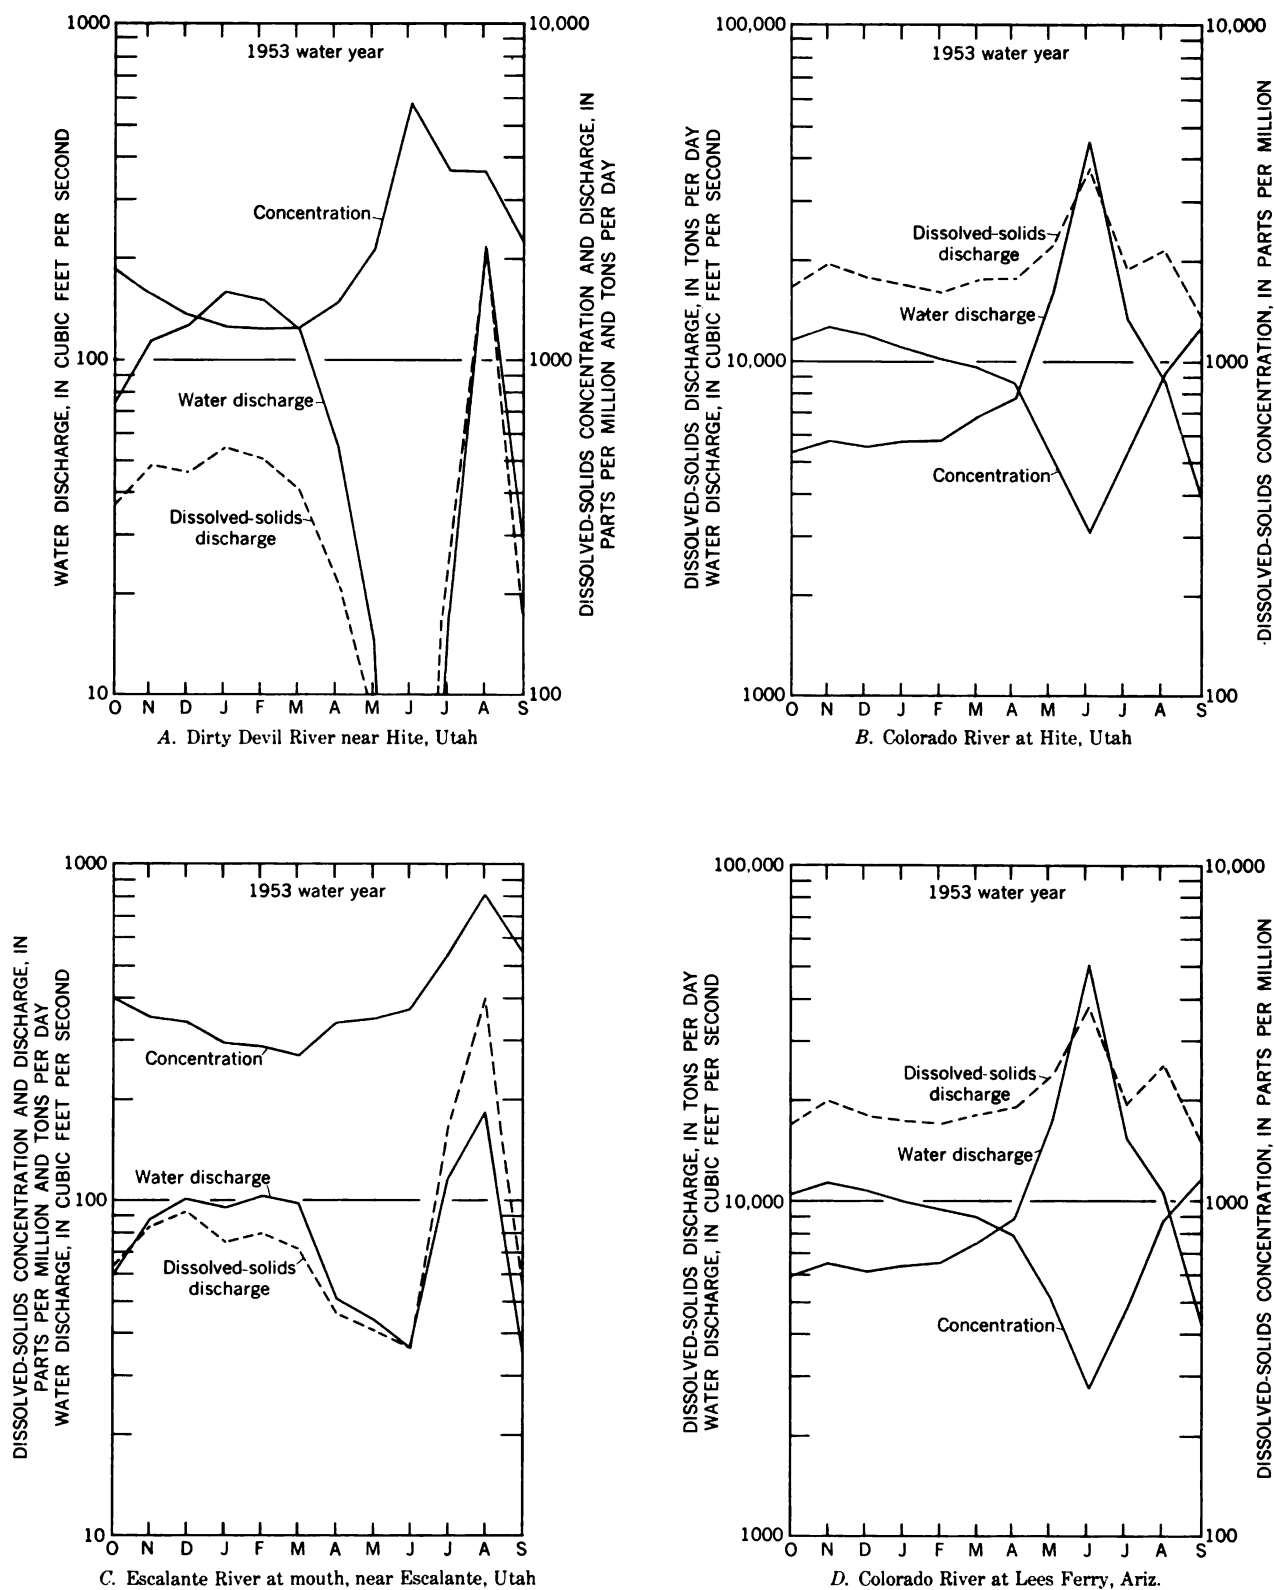 1000
10,000
1953 water year
WATER DISCHARGE, IN CUBIC FEET PER SECOND
DISSOLVED-SOLIDS CONCENTRATION AND DISCHARGE, IN
PARTS PER MILLION AND TONS PER DAY
Concentration
100
1000
Water discharge
Dissolved-solids
discharge
10
100
O N D J F M A M J J A S
A. Dirty Devil River near Hite, Utah
100,000
10,000
1953 water year
DISSOLVED-SOLIDS DISCHARGE, IN TONS PER DAY
WATER DISCHARGE, IN CUBIC FEET PER SECOND
DISSOLVED-SOLIDS CONCENTRATION, IN PARTS PER MILLION
Dissolved-solids
discharge
Water discharge
10,000
1000
Concentration
1000
100
O N D J F M A M J J A S
B. Colorado River at Hite, Utah
1000
1953 water year
DISSOLVED-SOLIDS CONCENTRATION AND DISCHARGE, IN
PARTS PER MILLION AND TONS PER DAY
WATER DISCHARGE, IN CUBIC FEET PER SECOND
Concentration
Water discharge
100
Dissolved-solids
discharge
10
O N D J F M A M J J A S
C. Escalante River at mouth, near Escalante, Utah
100,000
10,000
1953 water year
DISSOLVED-SOLIDS DISCHARGE, IN TONS PER DAY
WATER DISCHARGE, IN CUBIC FEET PER SECOND
DISSOLVED-SOLIDS CONCENTRATION, IN PARTS PER MILLION
Dissolved-solids
discharge
Water discharge
10,000
1000
Concentration
1000
100
O N D J F M A M J J A S
D. Colorado River at Lees Ferry, Ariz.